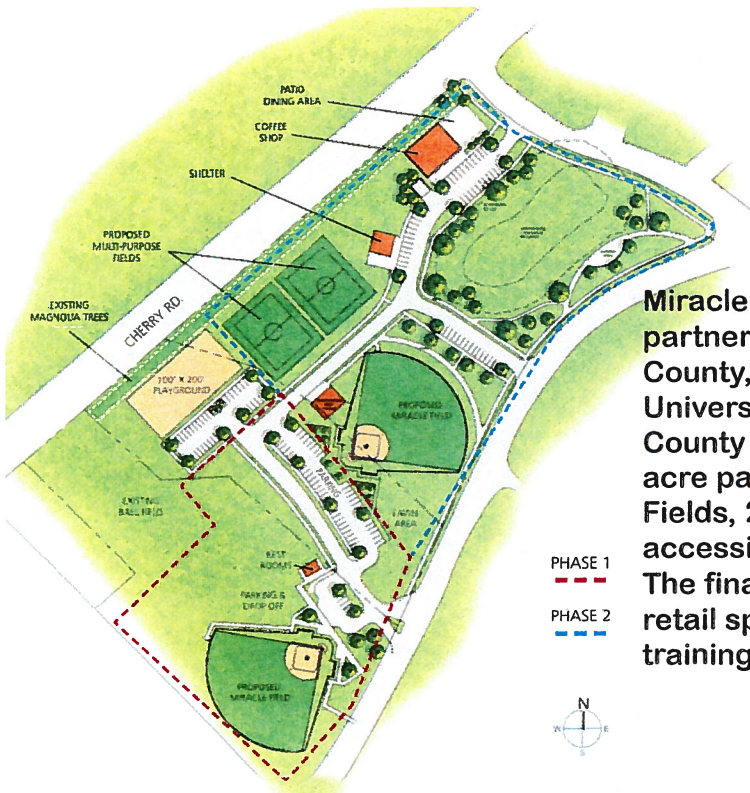 PATIO
DINING AREA
COFFEE
SHOP
SHELTER
PROPOSED
MULTI-PURPOSE
FIELDS
EXISTING
MAGNOLIA TREES
CHERRY RD.
100' X 200'
PLAYGROUND
PROPOSED
MIRACLE FIELD
PARKING
EXISTING
BALL FIELD
LAWN
AREA
REST
ROOMS
PARKING &
DROP OFF
PROPOSED
MIRACLE FIELD
Miracle
partner
County,
Univers
County
acre pa
Fields, 2
accessi
The fina
retail sp
training
PHASE 1
PHASE 2
N
W E
S